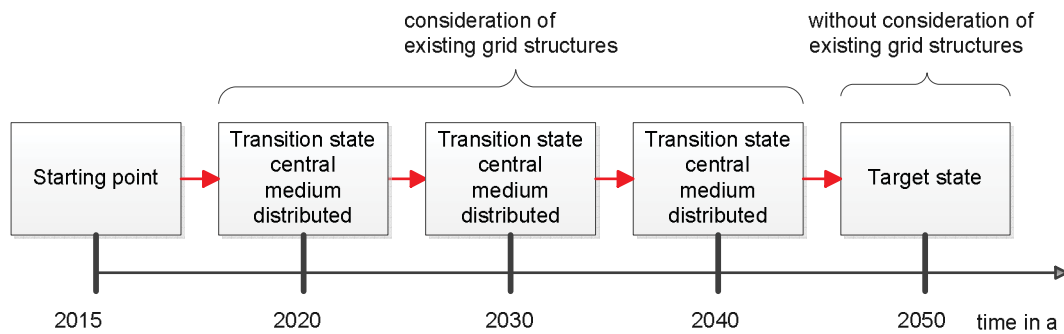 consideration of
existing grid structures
without consideration of
existing grid structures
Starting point
Transition state
central
medium
distributed
Transition state
central
medium
distributed
Transition state
central
medium
distributed
Target state
2015
2020
2030
2040
2050
time in a